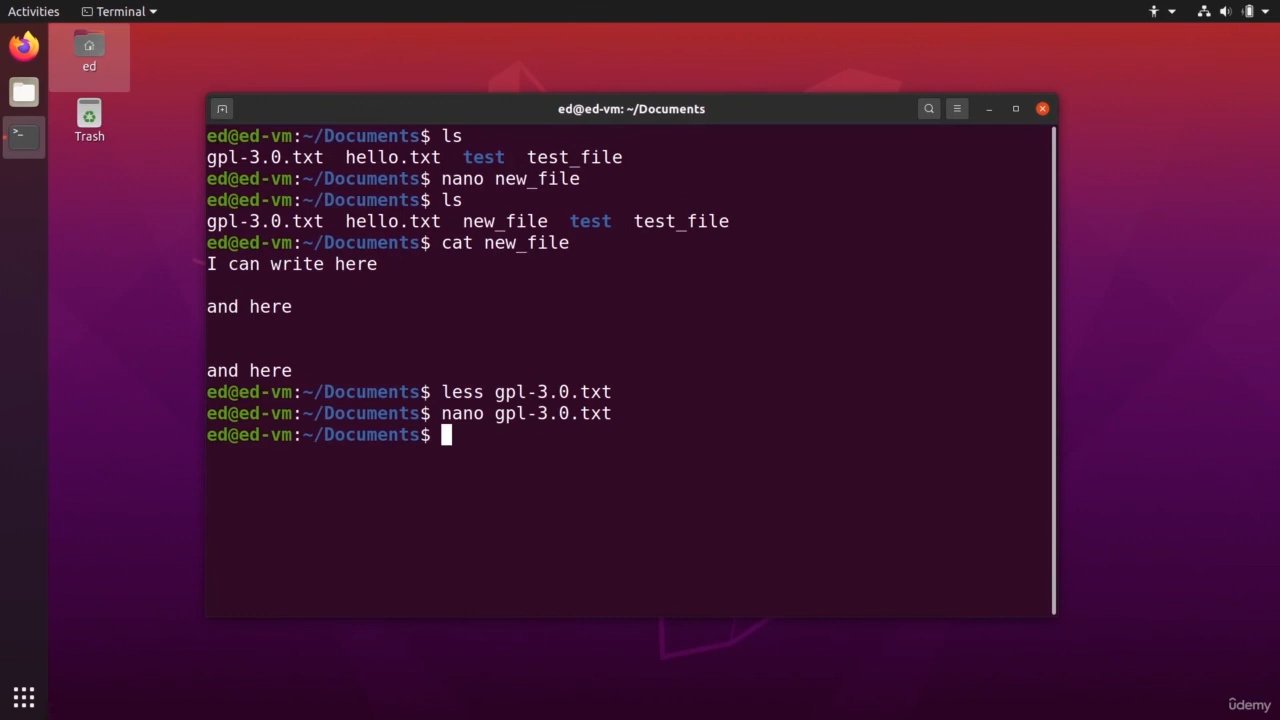 Activities Terminal
ed
Trash
ed@ed-vm: ~/Documents
ed@ed-vm:~/Documents$ ls
gpl-3.0.txt  hello.txt  test  test_file
ed@ed-vm:~/Documents$ nano new_file
ed@ed-vm:~/Documents$ ls
gpl-3.0.txt  hello.txt  new_file  test  test_file
ed@ed-vm:~/Documents$ cat new_file
I can write here
and here
and here
ed@ed-vm:~/Documents$ less gpl-3.0.txt
ed@ed-vm:~/Documents$ nano gpl-3.0.txt
ed@ed-vm:~/Documents$
udemy